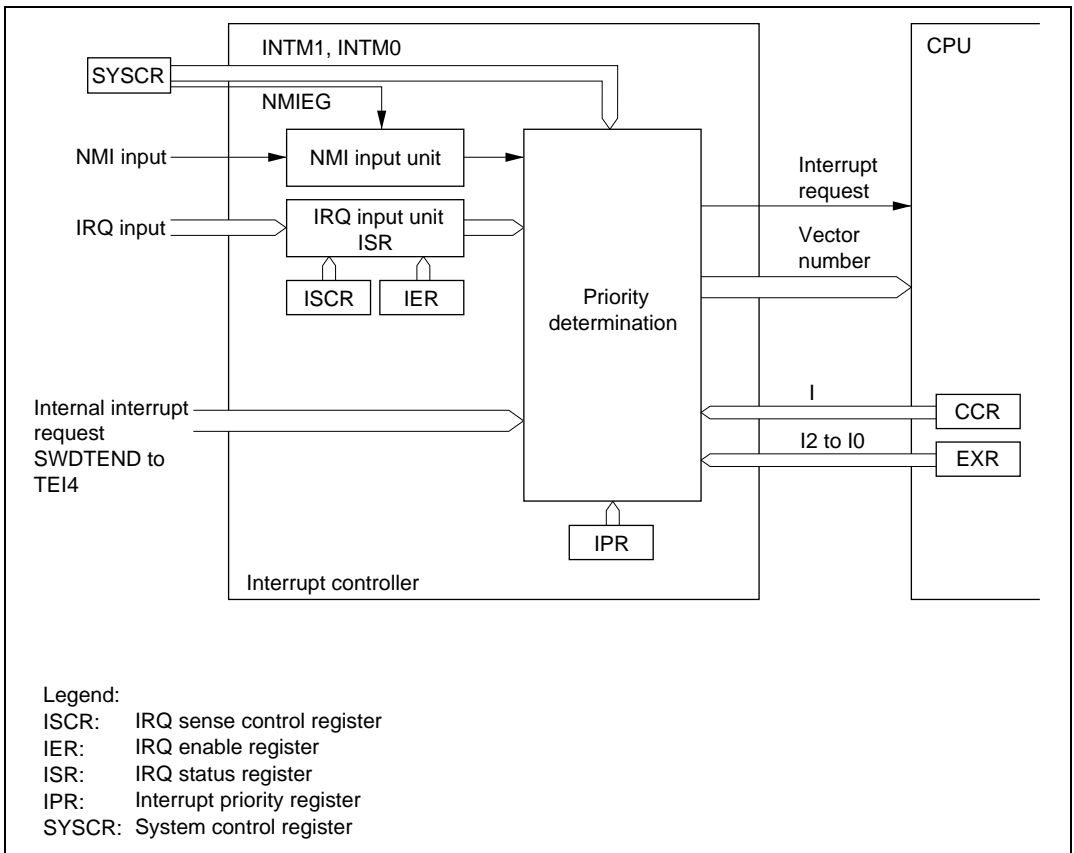 INTM1, INTM0
CPU
SYSCR
NMIEG
NMI input
NMI input unit
Interrupt
request
IRQ input
IRQ input unit
ISR
Vector
number
ISCR
IER
Priority
determination
Internal interrupt
request
SWDTEND to
TEI4
I
CCR
I2 to I0
EXR
IPR
Interrupt controller
Legend:
ISCR: IRQ sense control register
IER: IRQ enable register
ISR: IRQ status register
IPR: Interrupt priority register
SYSCR: System control register